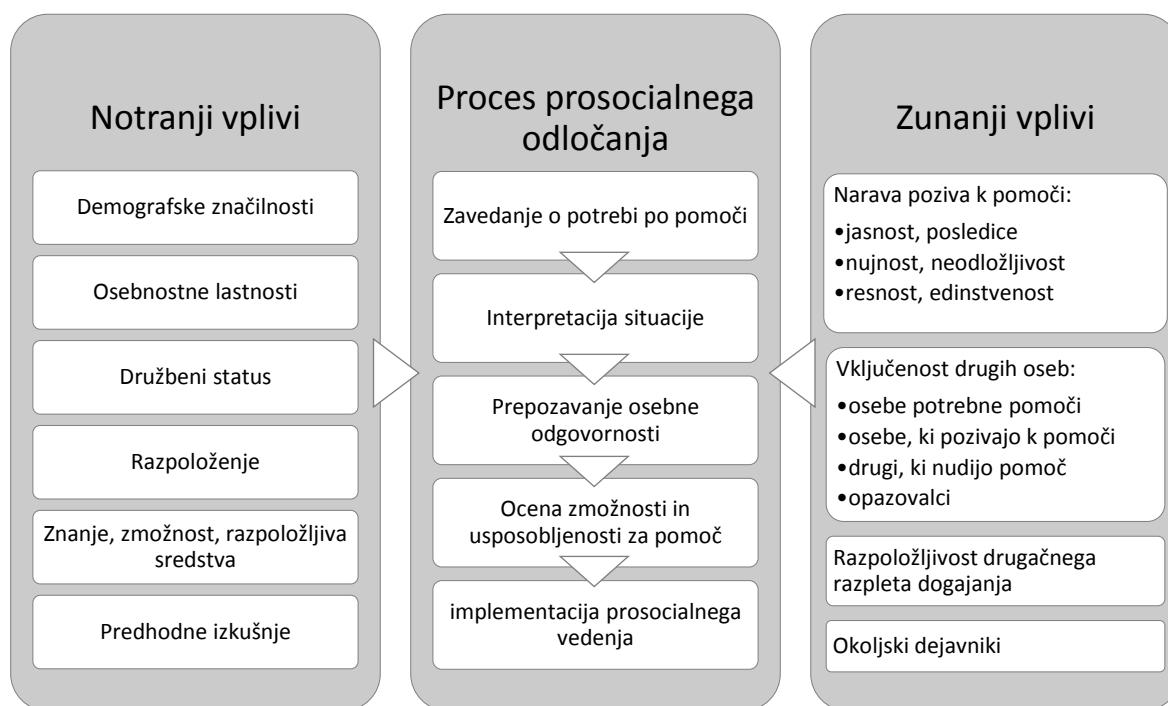 Notranji vplivi
Demografske značilnosti
Osebnostne lastnosti
Družbeni status
Razpoloženje
Znanje, zmožnost, razpoložljiva
sredstva
Predhodne izkušnje
Proces prosocialnega
odločanja
Zavedanje o potrebi po pomoči
Interpretacija situacije
Prepozavanje osebne
odgovornosti
Ocena zmožnosti in
usposobljenosti za pomoč
implementacija prosocialnega
vedenja
Zunanji vplivi
Narava poziva k pomoči:
•jasnost, posledice
•nujnost, neodložljivost
•resnost, edinstvenost
Vključenost drugih oseb:
•osebe potrebne pomoči
•osebe, ki pozivajo k pomoči
•drugi, ki nudijo pomoč
•opazovalci
Razpoložljivost drugačnega
razpleta dogajanja
Okoljski dejavniki